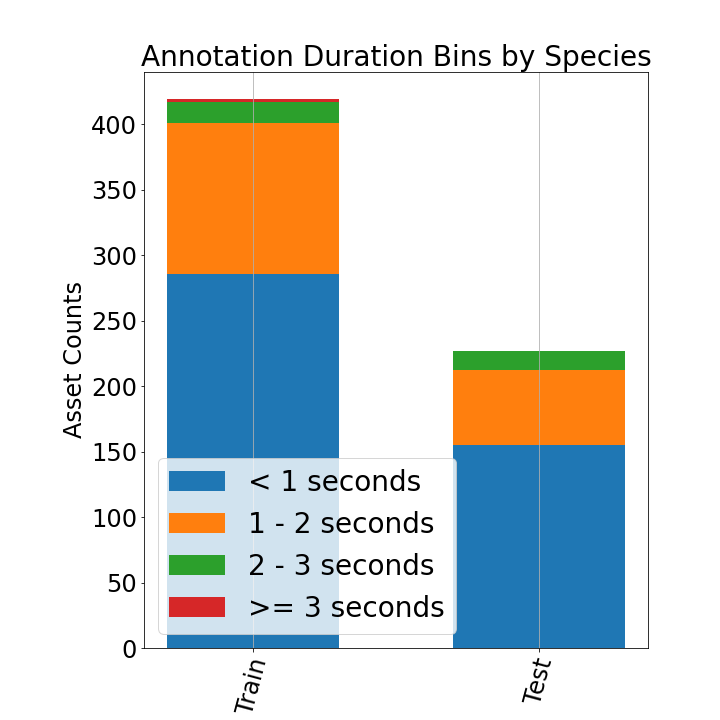 Annotation Duration Bins by Species
Asset Counts
400
350
300
250
200
150
100
50
0
< 1 seconds
1 - 2 seconds
2 - 3 seconds
>= 3 seconds
Train
Test